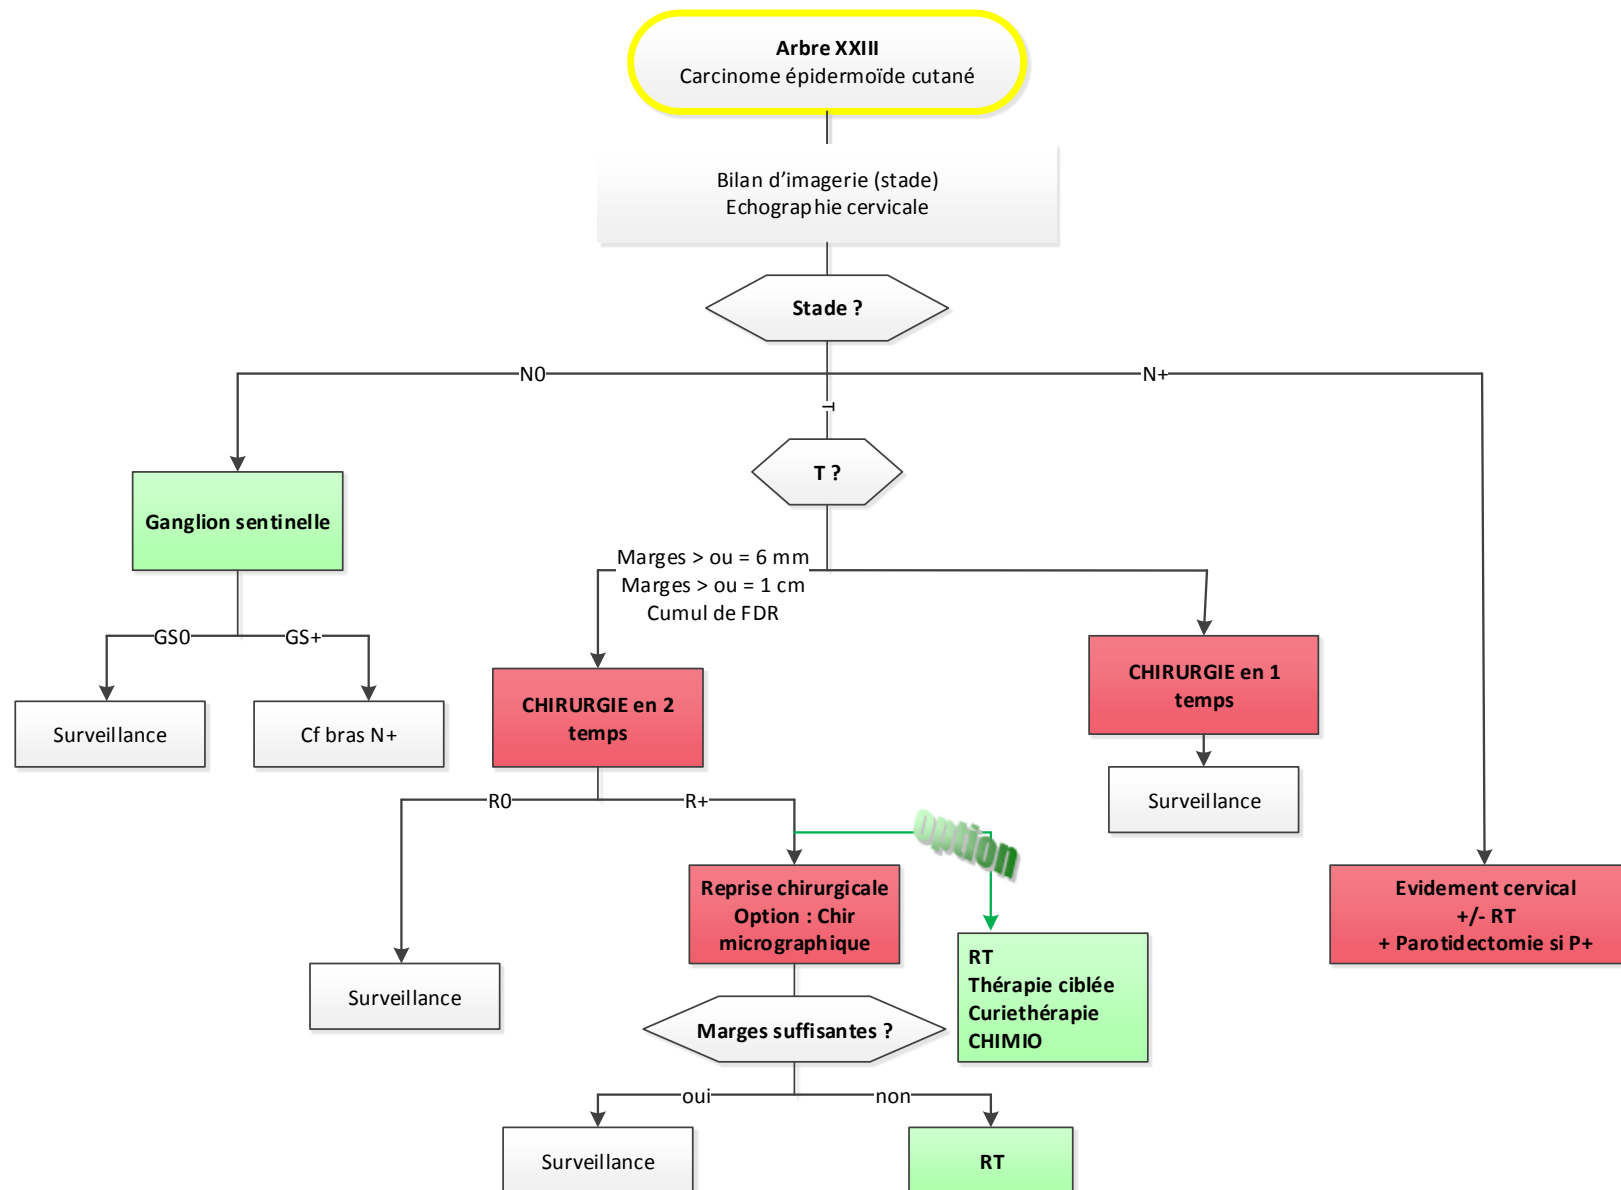 Arbre XXIII
Carcinome épidermoïde cutané
Bilan d'imagerie (stade)
Echographie cervicale
Stade ?
N0
N+
T
T ?
Ganglion sentinelle
Marges > ou = 6 mm
Marges > ou = 1 cm
Cumul de FDR
GS0
GS+
CHIRURGIE en 1
temps
CHIRURGIE en 2
temps
Surveillance
Cf bras N+
Surveillance
R0
R+
option
Reprise chirurgicale
Option : Chir
micrographique
Evidement cervical
+/- RT
+ Parotidectomie si P+
RT
Thérapie ciblée
Curiethérapie
CHIMIO
Surveillance
Marges suffisantes ?
oui
non
Surveillance
RT